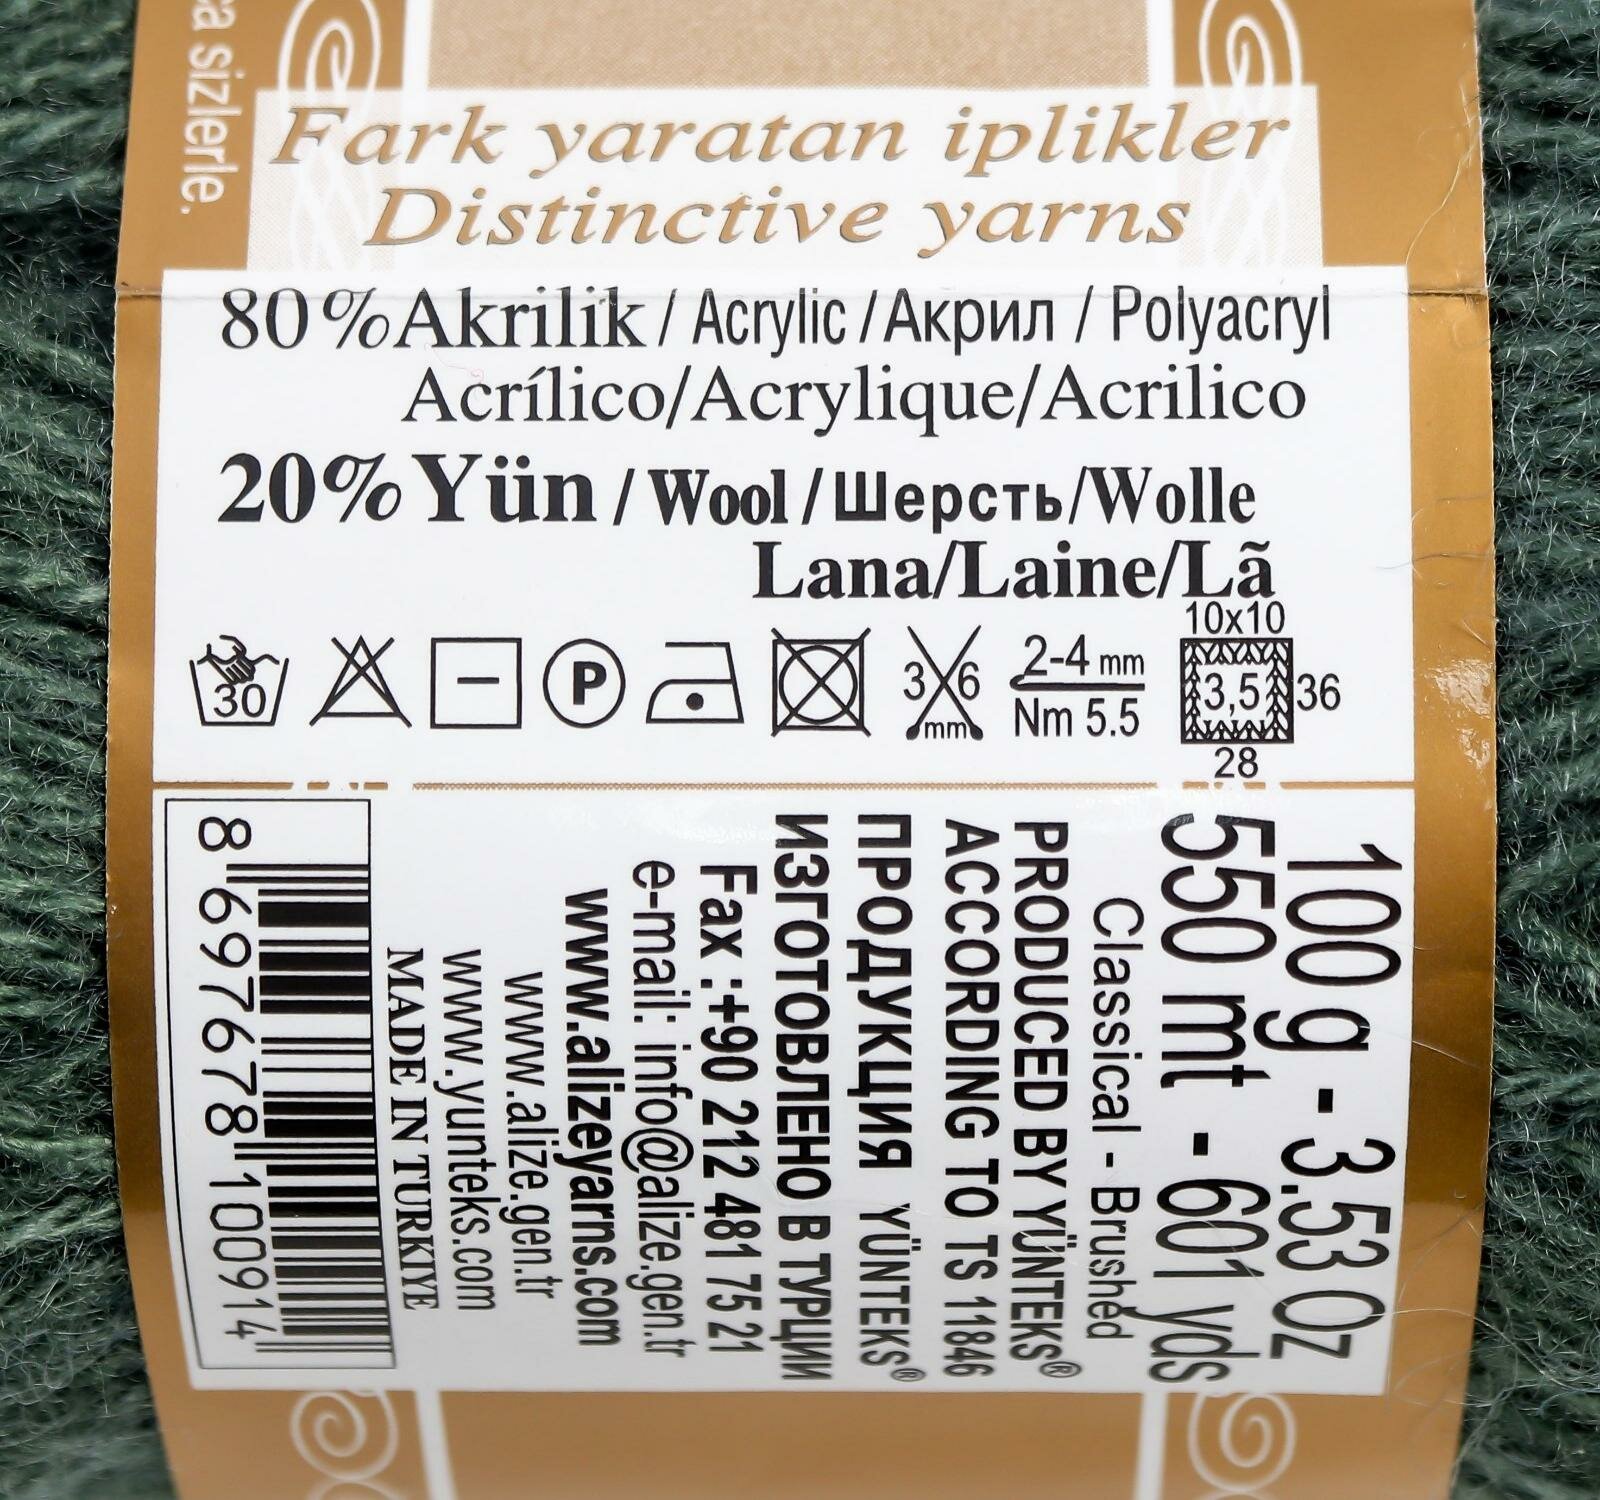 ca sizlerle.
Fark yaratan iplikler
Distinctive yarns
80%Akrilik / Acrylic / Акрил / Polyacryl
Acrílico/Acrylique/Acrilico
20%Yün / Wool / Шерсть/Wolle
Lana/Laine/Lã
30
P
3 6
mm
2-4 mm
Nm 5.5
10x10
3,5
36
28
100 g - 3.53 Oz
550 mt - 601 yds
Classical - Brushed
PRODUCED BY YÜNTEKS®
ACCORDING TO TS 11846
ПРОДУКЦИЯ YÜNTEKS®
ИЗГОТОВЛЕНО В ТУРЦИИ
Fax :+90 212 481 75 21
e-mail: info@alize.gen.tr
www.alizeyarns.com
www.alize.gen.tr
www.yunteks.com
MADE IN TURKIYE
8 697678 100914